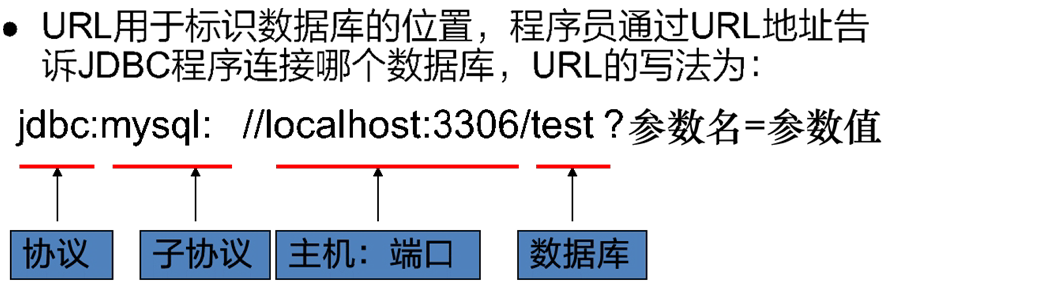 ● URL用于标识数据库的位置，程序员通过URL地址告
诉JDBC程序连接哪个数据库，URL的写法为：
jdbc:mysql: //localhost:3306/test ?参数名=参数值
协议 子协议 主机：端口 数据库